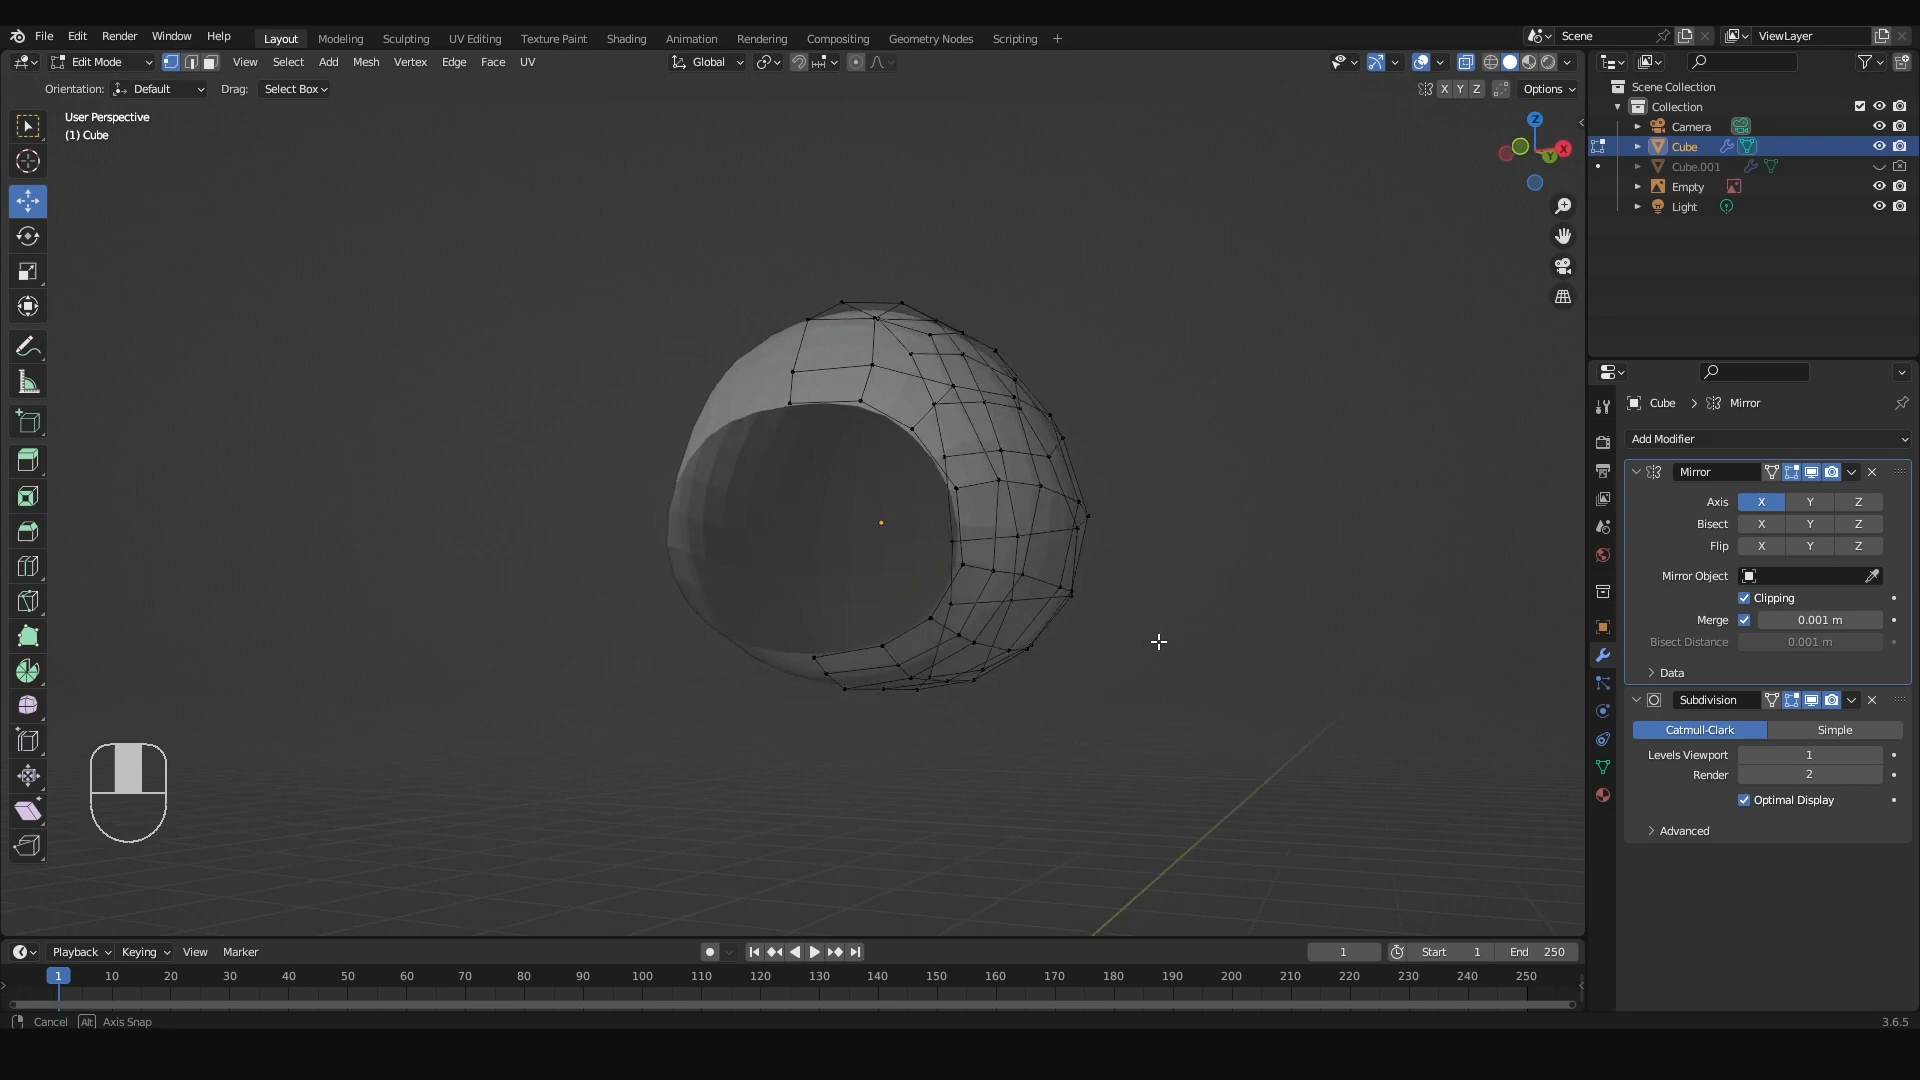 File Edit Render Window Help Layout Modeling Sculpting UV Editing Texture Paint Shading Animation Rendering Compositing Geometry Nodes Scripting + Scene ViewLayer
Edit Mode View Select Add Mesh Vertex Edge Face UV Global
Orientation: Default Drag: Select Box X Y Z Options
User Perspective
(1) Cube
Z
X
Y
Scene Collection
Collection
Camera
Cube
Cube.001
Empty
Light
Cube > Mirror
Add Modifier
Mirror
Axis X Y Z
Bisect X Y Z
Flip X Y Z
Mirror Object
Clipping
Merge 0.001 m
Bisect Distance 0.001 m
Data
Subdivision
Catmull-Clark Simple
Levels Viewport 1
Render 2
Optimal Display
Advanced
Playback Keying View Marker 1 Start 1 End 250
1 10 20 30 40 50 60 70 80 90 100 110 120 130 140 150 160 170 180 190 200 210 220 230 240 250
Cancel Alt Axis Snap 3.6.5